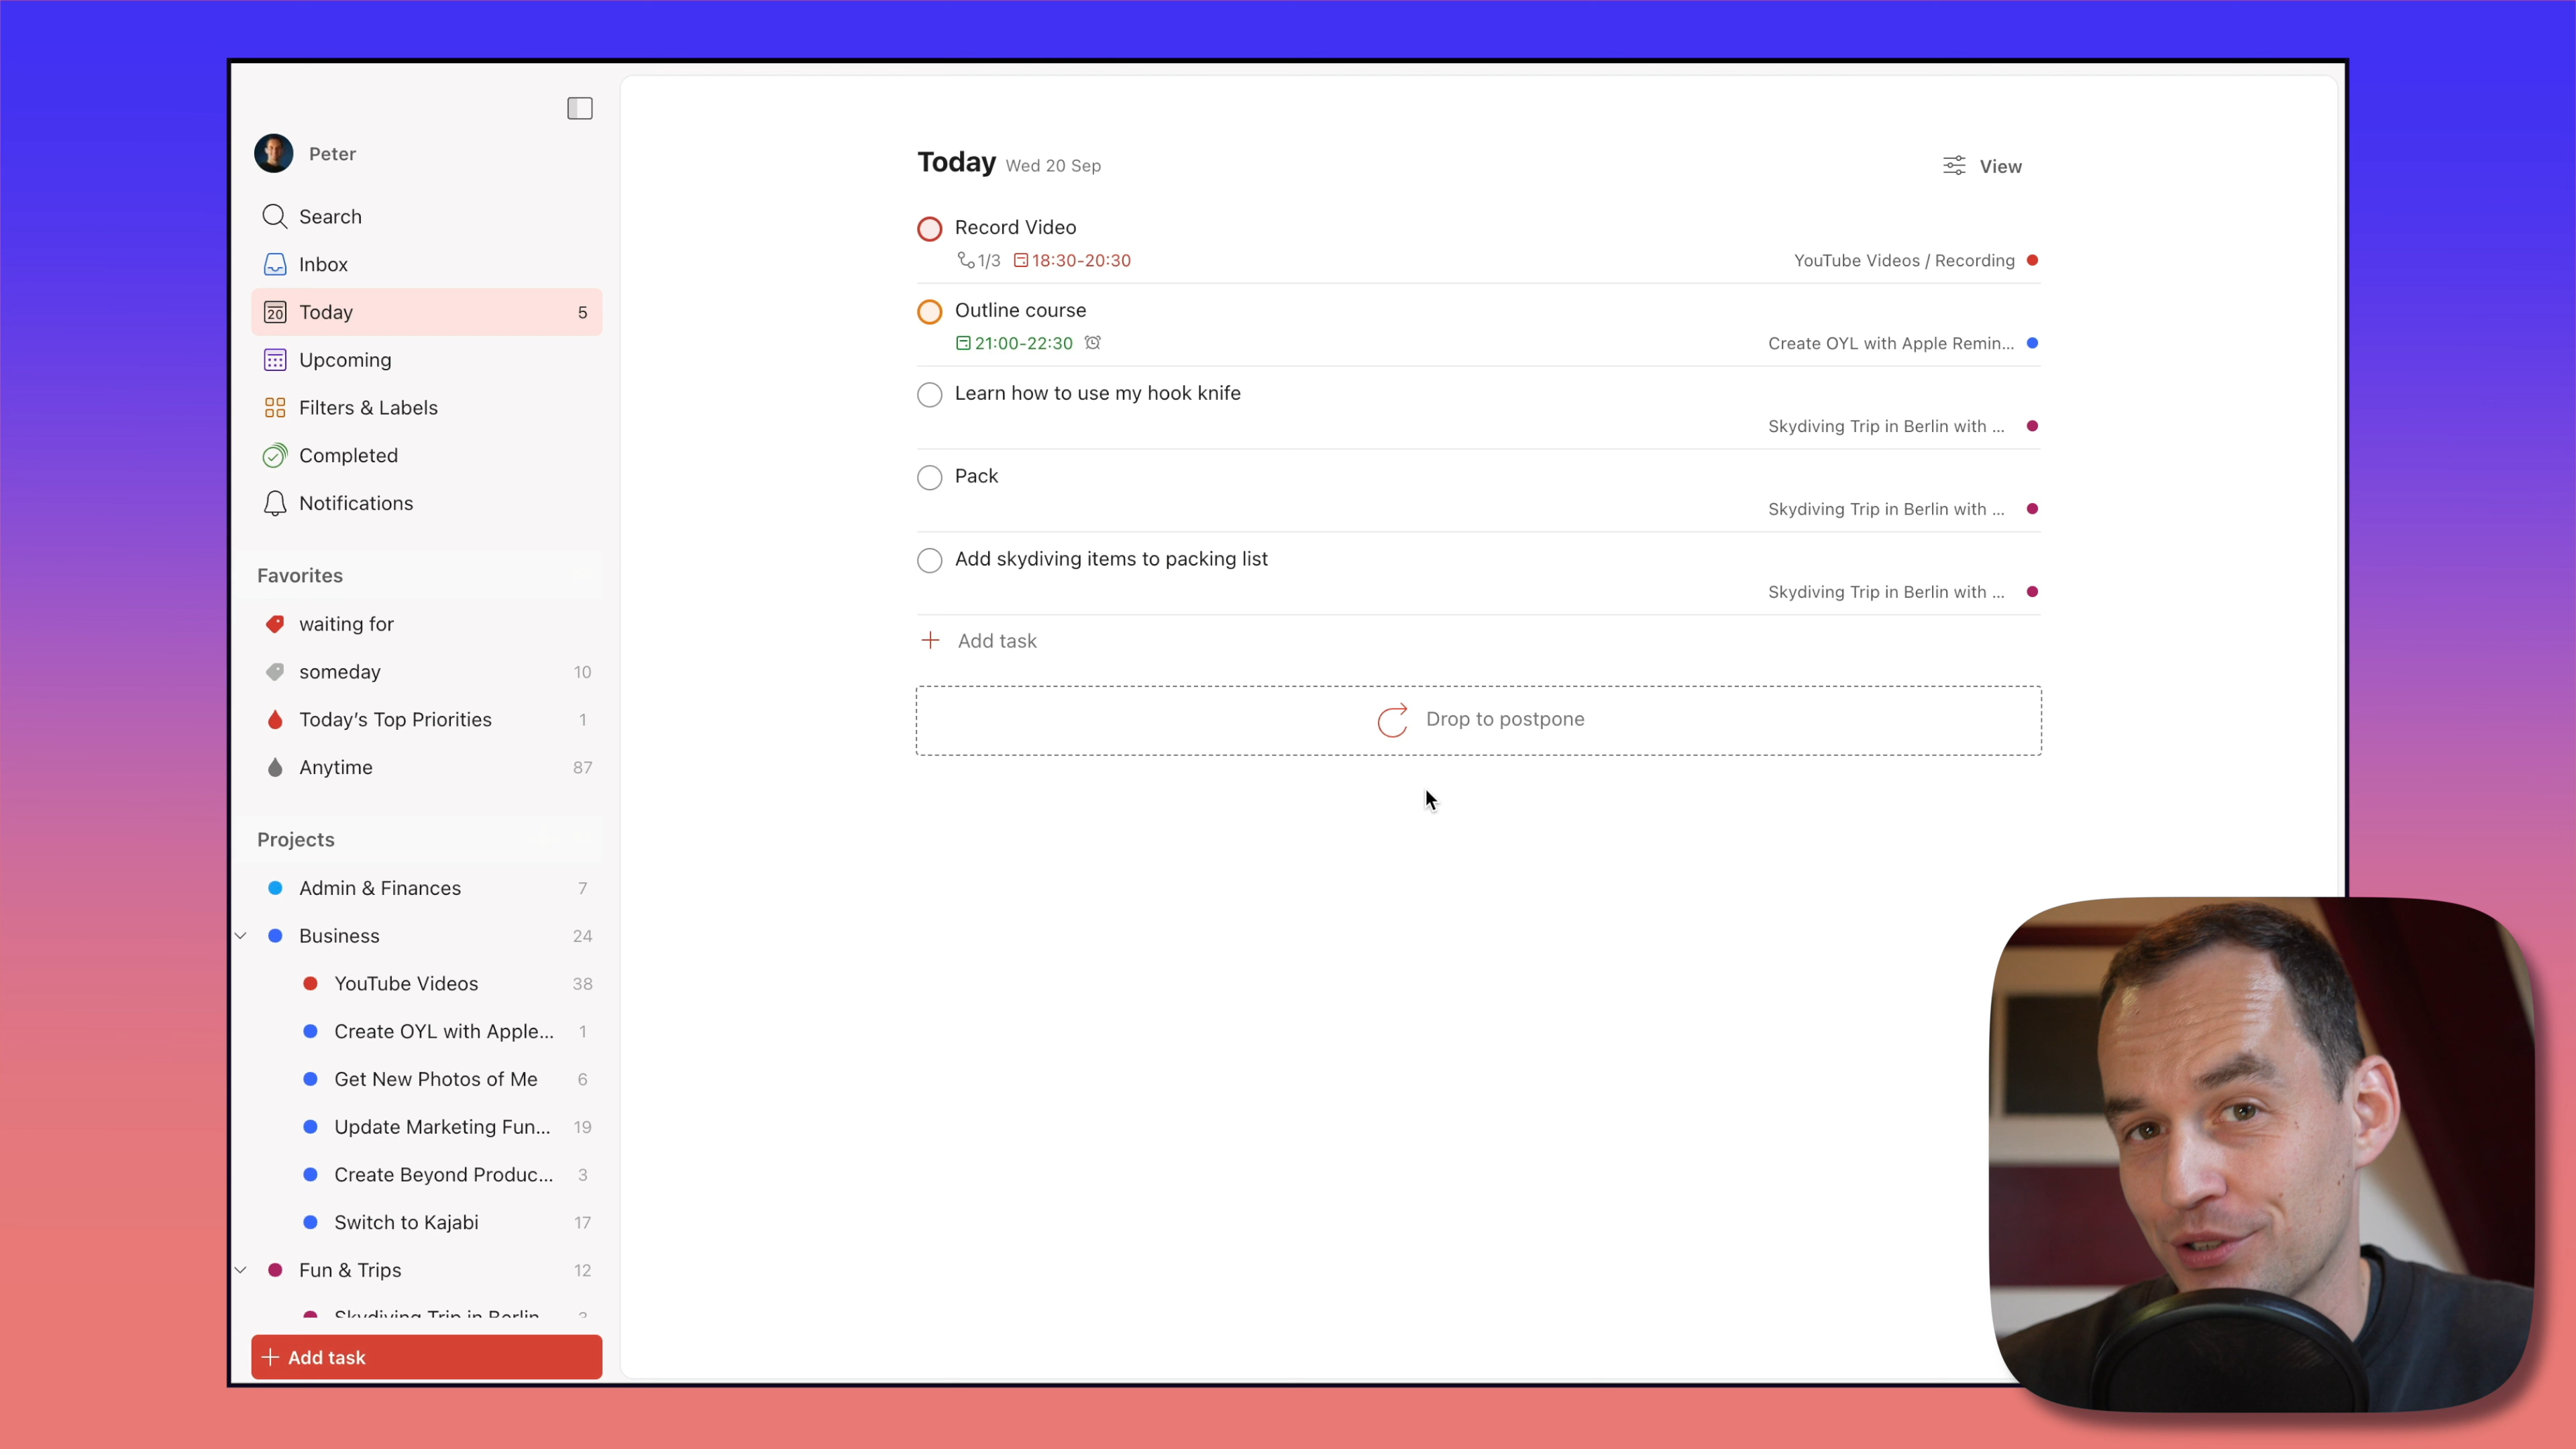 Peter
Search
Inbox
20 Today 5
Upcoming
Filters & Labels
Completed
Notifications
Favorites
waiting for
someday 10
Today's Top Priorities 1
Anytime 87
Projects
Admin & Finances 7
Business 24
YouTube Videos 38
Create OYL with Apple... 1
Get New Photos of Me 6
Update Marketing Fun... 19
Create Beyond Produc... 3
Switch to Kajabi 17
Fun & Trips 12
Skydiving Trip in Berlin
+ Add task
Today Wed 20 Sep View
Record Video
1/3 18:30-20:30 YouTube Videos / Recording
Outline course
21:00-22:30 Create OYL with Apple Remin...
Learn how to use my hook knife
Skydiving Trip in Berlin with ...
Pack
Skydiving Trip in Berlin with ...
Add skydiving items to packing list
Skydiving Trip in Berlin with ...
+ Add task
Drop to postpone